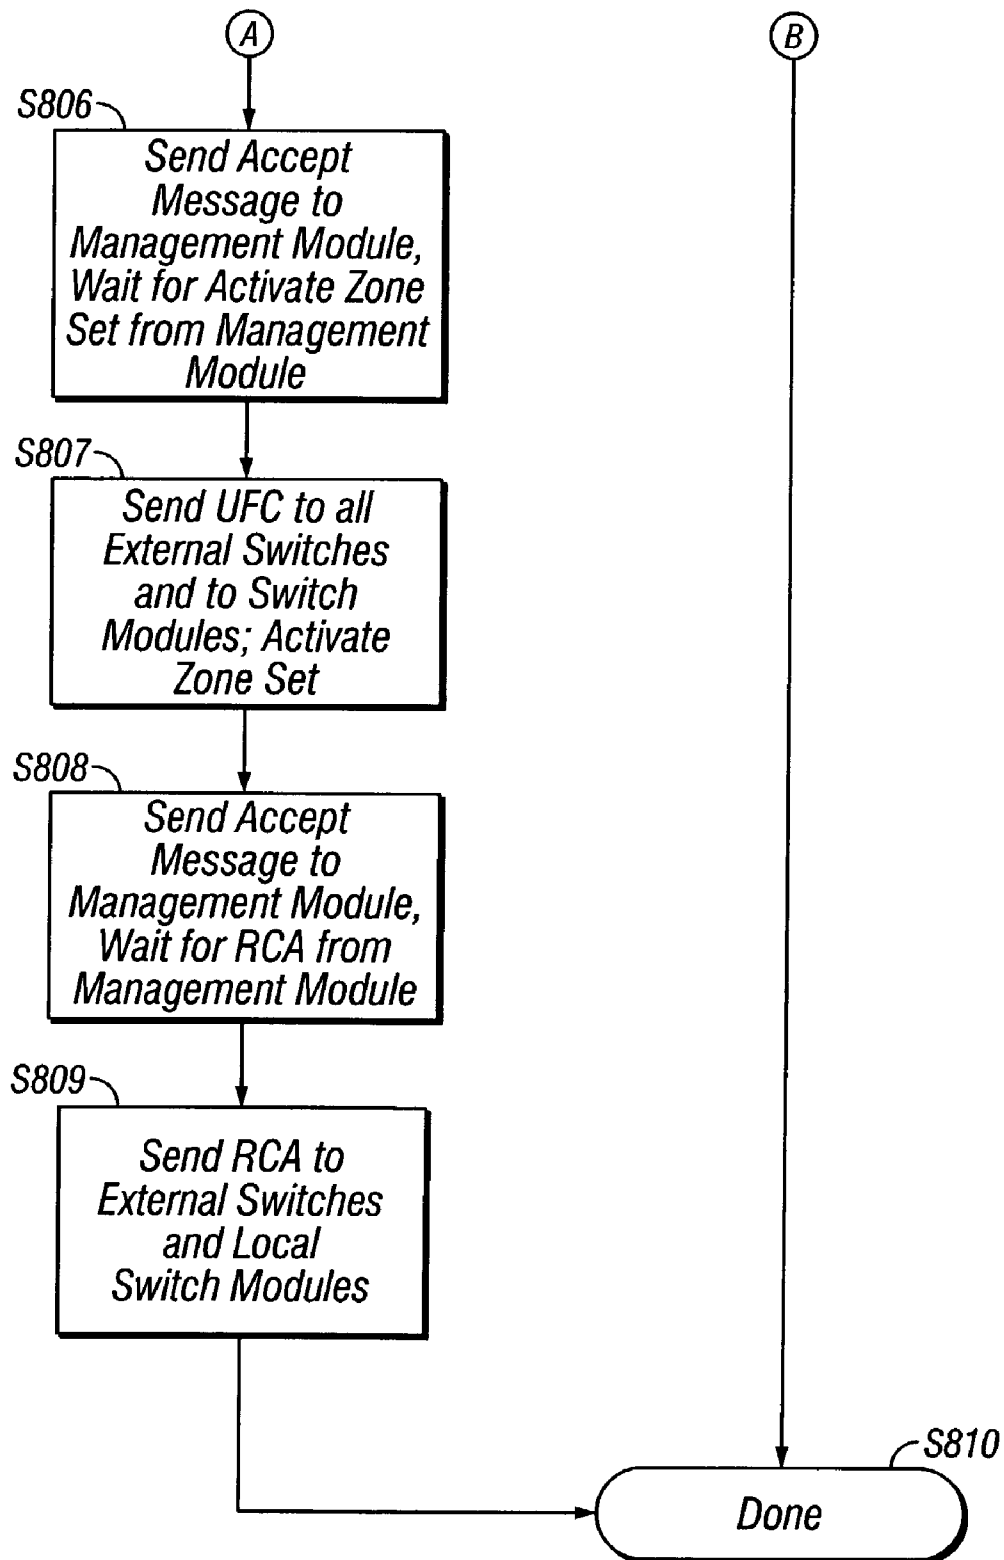 A
B
S806
Send Accept
Message to
Management Module,
Wait for Activate Zone
Set from Management
Module
S807
Send UFC to all
External Switches
and to Switch
Modules; Activate
Zone Set
S808
Send Accept
Message to
Management Module,
Wait for RCA from
Management Module
S809
Send RCA to
External Switches
and Local
Switch Modules
S810
Done